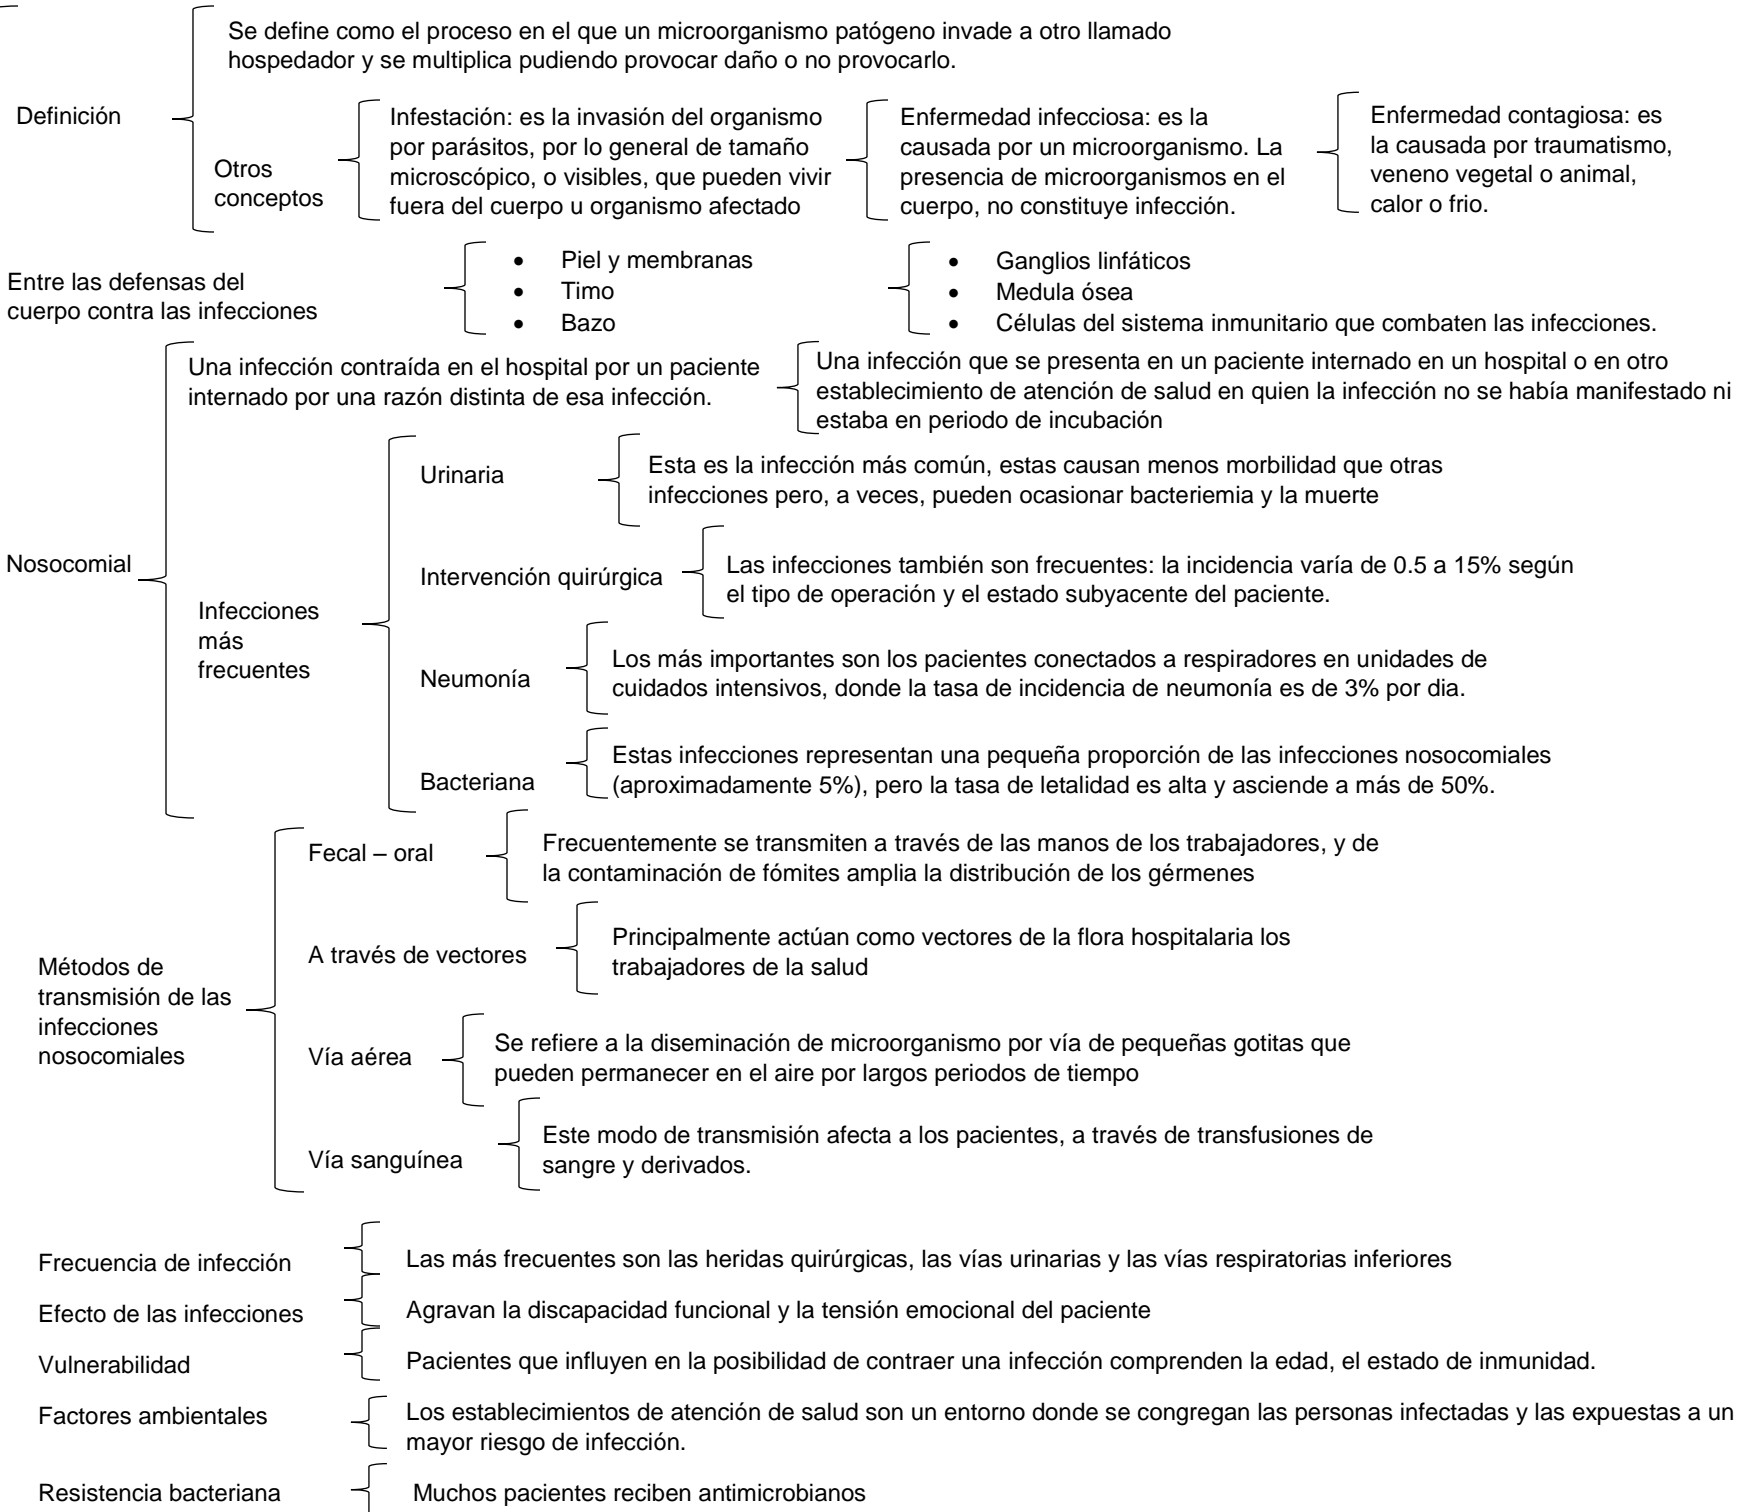 Se define como el proceso en el que un microorganismo patógeno invade a otro llamado
hospedador y se multiplica pudiendo provocar daño o no provocarlo.
Definición
Otros
conceptos
Infestación: es la invasión del organismo
por parásitos, por lo general de tamaño
microscópico, o visibles, que pueden vivir
fuera del cuerpo u organismo afectado
Enfermedad infecciosa: es la
causada por un microorganismo. La
presencia de microorganismos en el
cuerpo, no constituye infección.
Enfermedad contagiosa: es
la causada por traumatismo,
veneno vegetal o animal,
calor o frio.
Entre las defensas del
cuerpo contra las infecciones
• Piel y membranas
• Timo
• Bazo
• Ganglios linfáticos
• Medula ósea
• Células del sistema inmunitario que combaten las infecciones.
Nosocomial
Una infección contraída en el hospital por un paciente
internado por una razón distinta de esa infección.
Una infección que se presenta en un paciente internado en un hospital o en otro
establecimiento de atención de salud en quien la infección no se había manifestado ni
estaba en periodo de incubación
Infecciones
más
frecuentes
Urinaria
Esta es la infección más común, estas causan menos morbilidad que otras
infecciones pero, a veces, pueden ocasionar bacteriemia y la muerte
Intervención quirúrgica
Las infecciones también son frecuentes: la incidencia varía de 0.5 a 15% según
el tipo de operación y el estado subyacente del paciente.
Neumonía
Los más importantes son los pacientes conectados a respiradores en unidades de
cuidados intensivos, donde la tasa de incidencia de neumonía es de 3% por dia.
Bacteriana
Estas infecciones representan una pequeña proporción de las infecciones nosocomiales
(aproximadamente 5%), pero la tasa de letalidad es alta y asciende a más de 50%.
Métodos de
transmisión de las
infecciones
nosocomiales
Fecal – oral
Frecuentemente se transmiten a través de las manos de los trabajadores, y de
la contaminación de fómites amplia la distribución de los gérmenes
A través de vectores
Principalmente actúan como vectores de la flora hospitalaria los
trabajadores de la salud
Vía aérea
Se refiere a la diseminación de microorganismo por vía de pequeñas gotitas que
pueden permanecer en el aire por largos periodos de tiempo
Vía sanguínea
Este modo de transmisión afecta a los pacientes, a través de transfusiones de
sangre y derivados.
Frecuencia de infección
Las más frecuentes son las heridas quirúrgicas, las vías urinarias y las vías respiratorias inferiores
Efecto de las infecciones
Agravan la discapacidad funcional y la tensión emocional del paciente
Vulnerabilidad
Pacientes que influyen en la posibilidad de contraer una infección comprenden la edad, el estado de inmunidad.
Factores ambientales
Los establecimientos de atención de salud son un entorno donde se congregan las personas infectadas y las expuestas a un
mayor riesgo de infección.
Resistencia bacteriana
Muchos pacientes reciben antimicrobianos